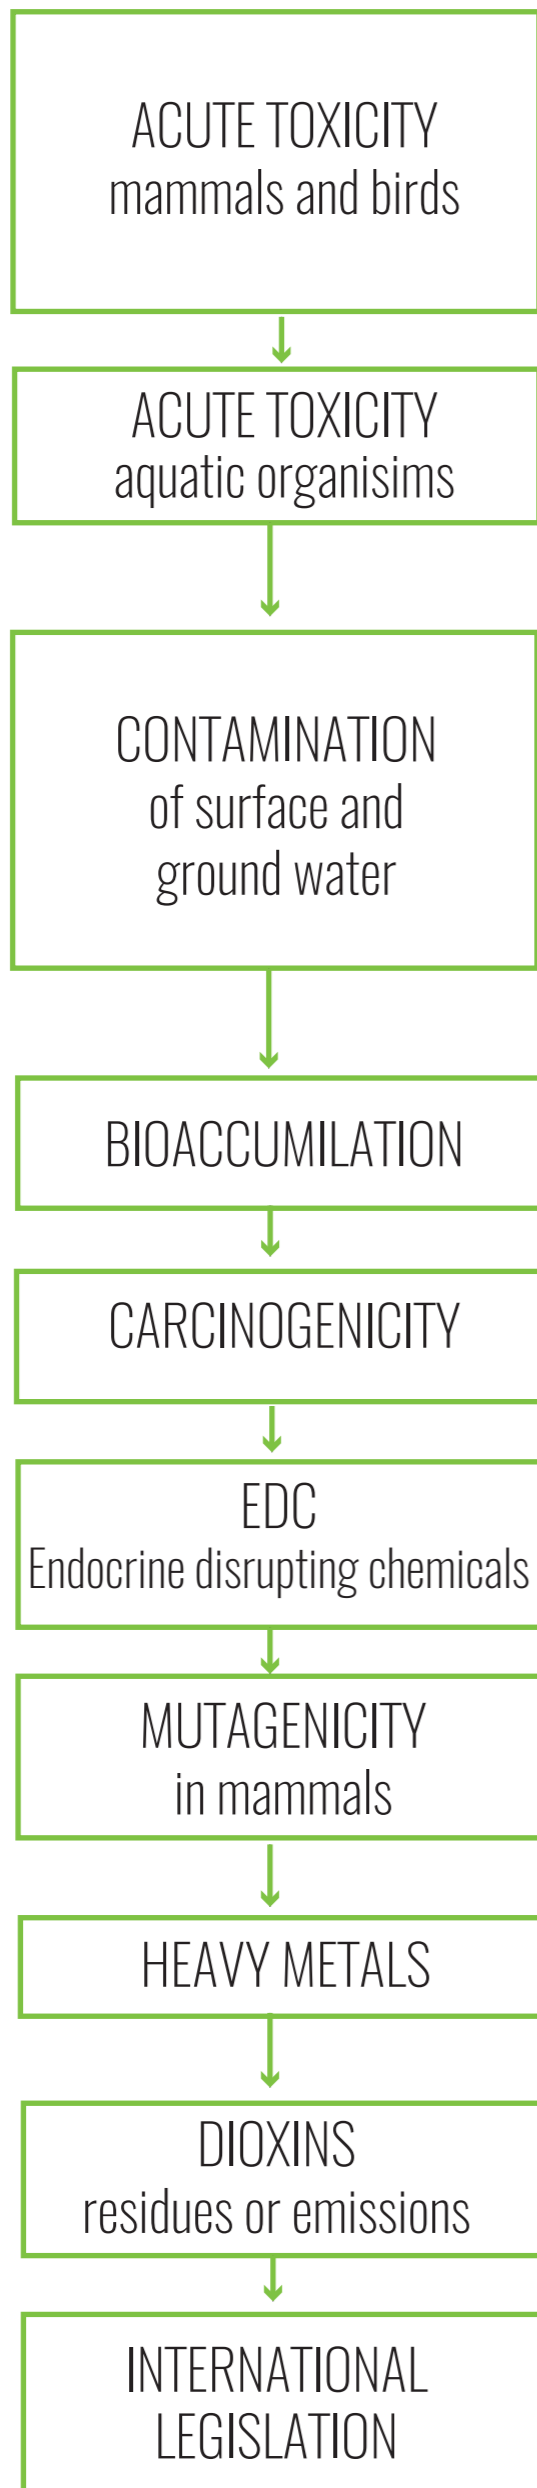 ACUTE TOXICITY
mammals and birds
ACUTE TOXICITY
aquatic organisims
CONTAMINATION
of surface and
ground water
BIOACCUMILATION
CARCINOGENICITY
EDC
Endocrine disrupting chemicals
MUTAGENICITY
in mammals
HEAVY METALS
DIOXINS
residues or emissions
INTERNATIONAL
LEGISLATION